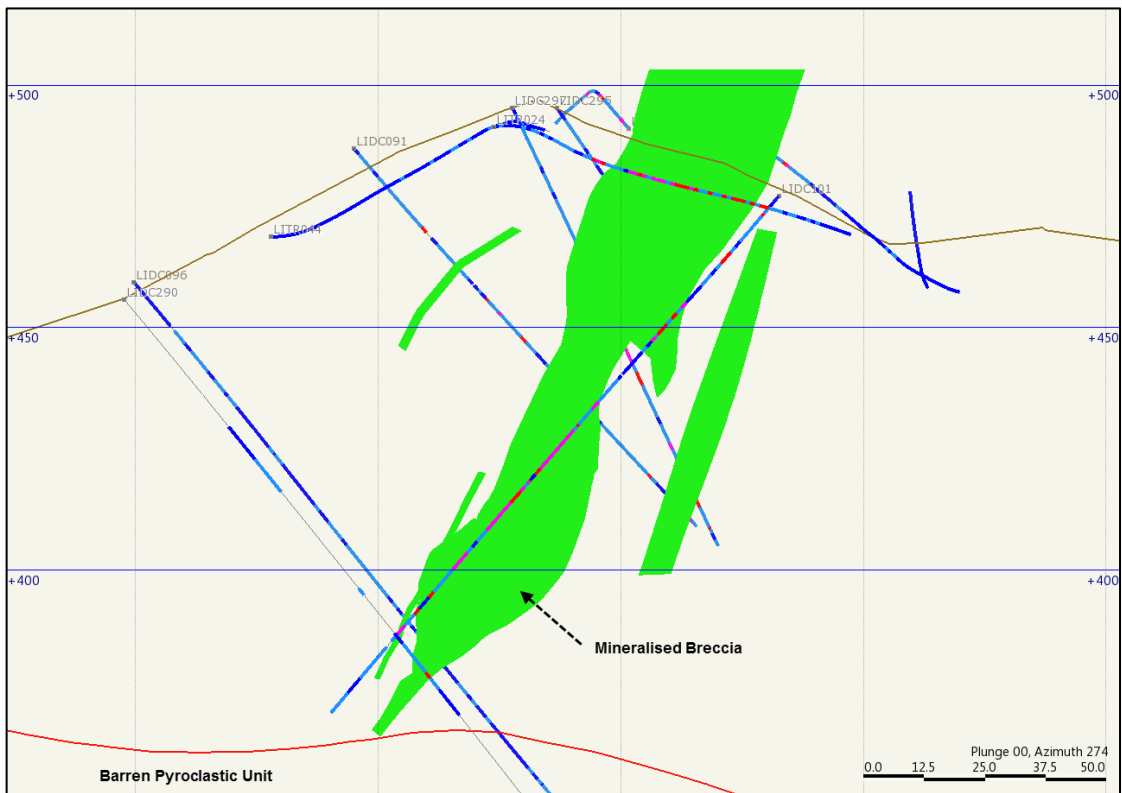 +500
+500
LIDC297
LIDC295
LITR024
LIDC091
LIDC101
LITR044
LIDC096
LIDC290
+450
+450
+400
+400
Mineralised Breccia
Plunge 00, Azimuth 274
0.0 12.5 25.0 37.5 50.0
Barren Pyroclastic Unit